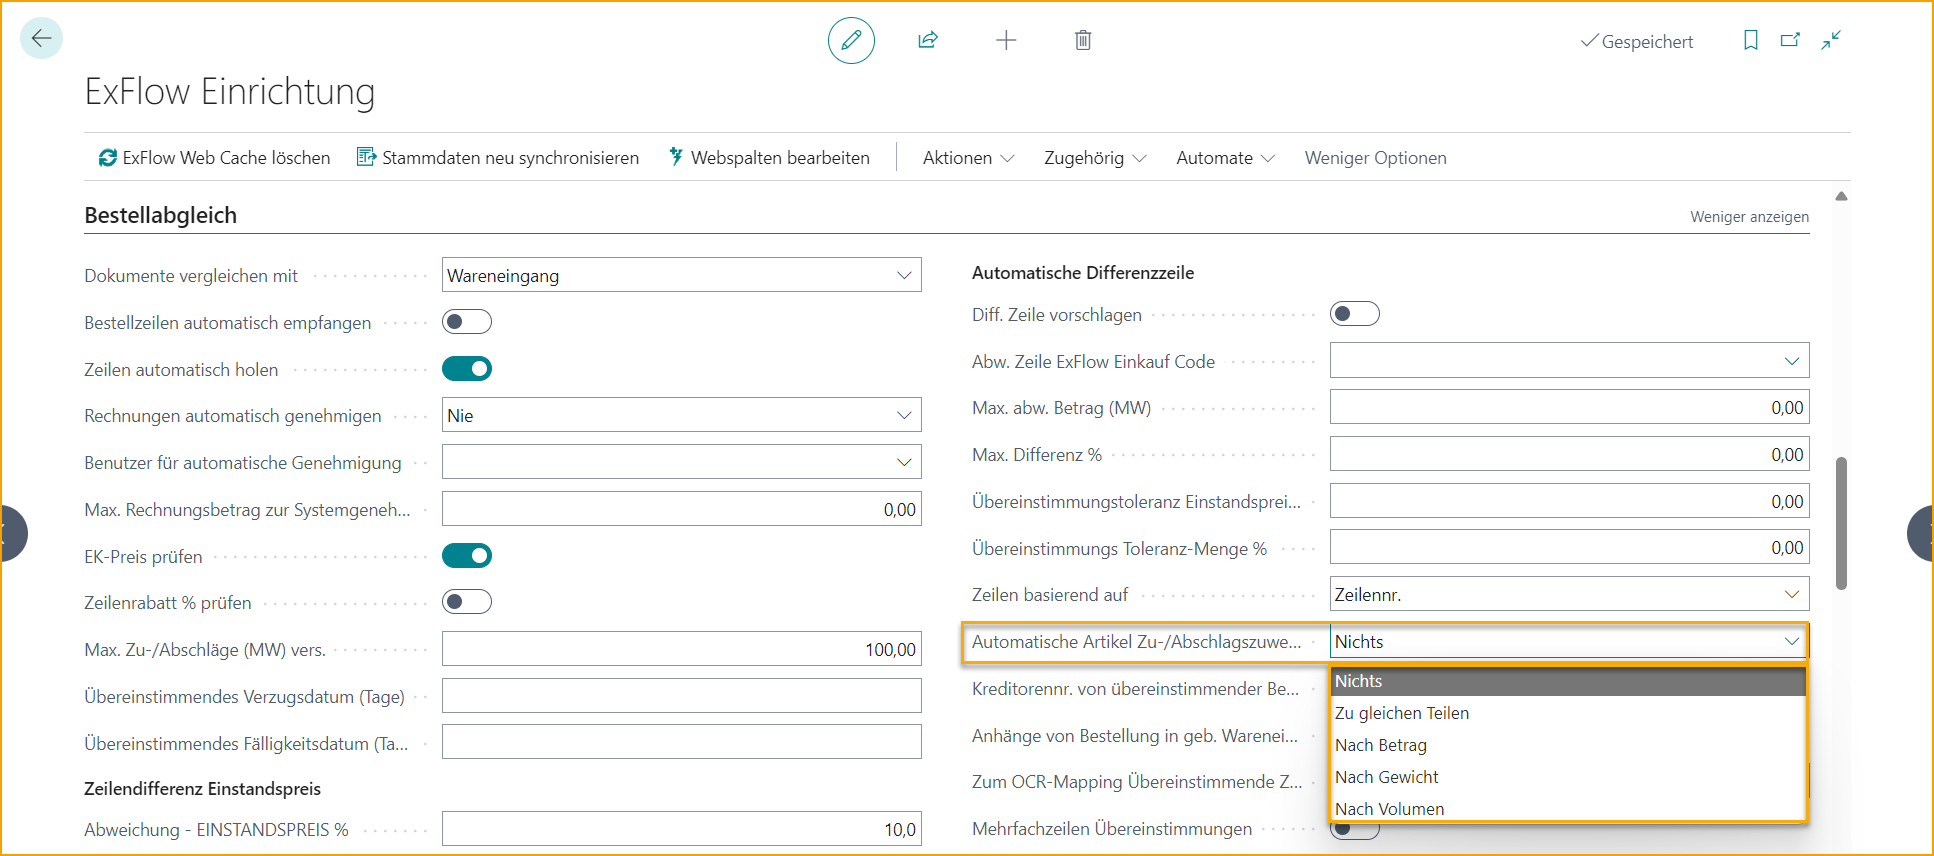 Gespeichert
ExFlow Einrichtung
ExFlow Web Cache löschen
Stammdaten neu synchronisieren
Webspalten bearbeiten
Aktionen
Zugehörig
Automate
Weniger Optionen
Bestellabgleich
Weniger anzeigen
Dokumente vergleichen mit
Wareneingang
Bestellzeilen automatisch empfangen
Zeilen automatisch holen
Rechnungen automatisch genehmigen
Nie
Benutzer für automatische Genehmigung
Max. Rechnungsbetrag zur Systemgeneh...
0,00
EK-Preis prüfen
Zeilenrabatt % prüfen
Max. Zu-/Abschläge (MW) vers.
100,00
Übereinstimmendes Verzugsdatum (Tage)
Übereinstimmendes Fälligkeitsdatum (Ta...
Zeilendifferenz Einstandspreis
Abweichung - EINSTANDSPREIS %
10,0
Automatische Differenzzeile
Diff. Zeile vorschlagen
Abw. Zeile ExFlow Einkauf Code
Max. abw. Betrag (MW)
0,00
Max. Differenz %
0,00
Übereinstimmungstoleranz Einstandsprei...
0,00
Übereinstimmungs Toleranz-Menge %
0,00
Zeilen basierend auf
Zeilennr.
Automatische Artikel Zu-/Abschlagszuwe...
Nichts
Nichts
Zu gleichen Teilen
Nach Betrag
Nach Gewicht
Nach Volumen
Kreditorennr. von übereinstimmender Be...
Anhänge von Bestellung in geb. Warenei...
Zum OCR-Mapping Übereinstimmende Z...
Mehrfachzeilen Übereinstimmungen